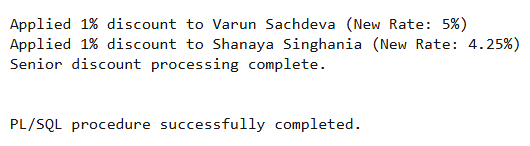 Applied 1% discount to Varun Sachdeva (New Rate: 5%)
Applied 1% discount to Shanaya Singhania (New Rate: 4.25%)
Senior discount processing complete.
PL/SQL procedure successfully completed.